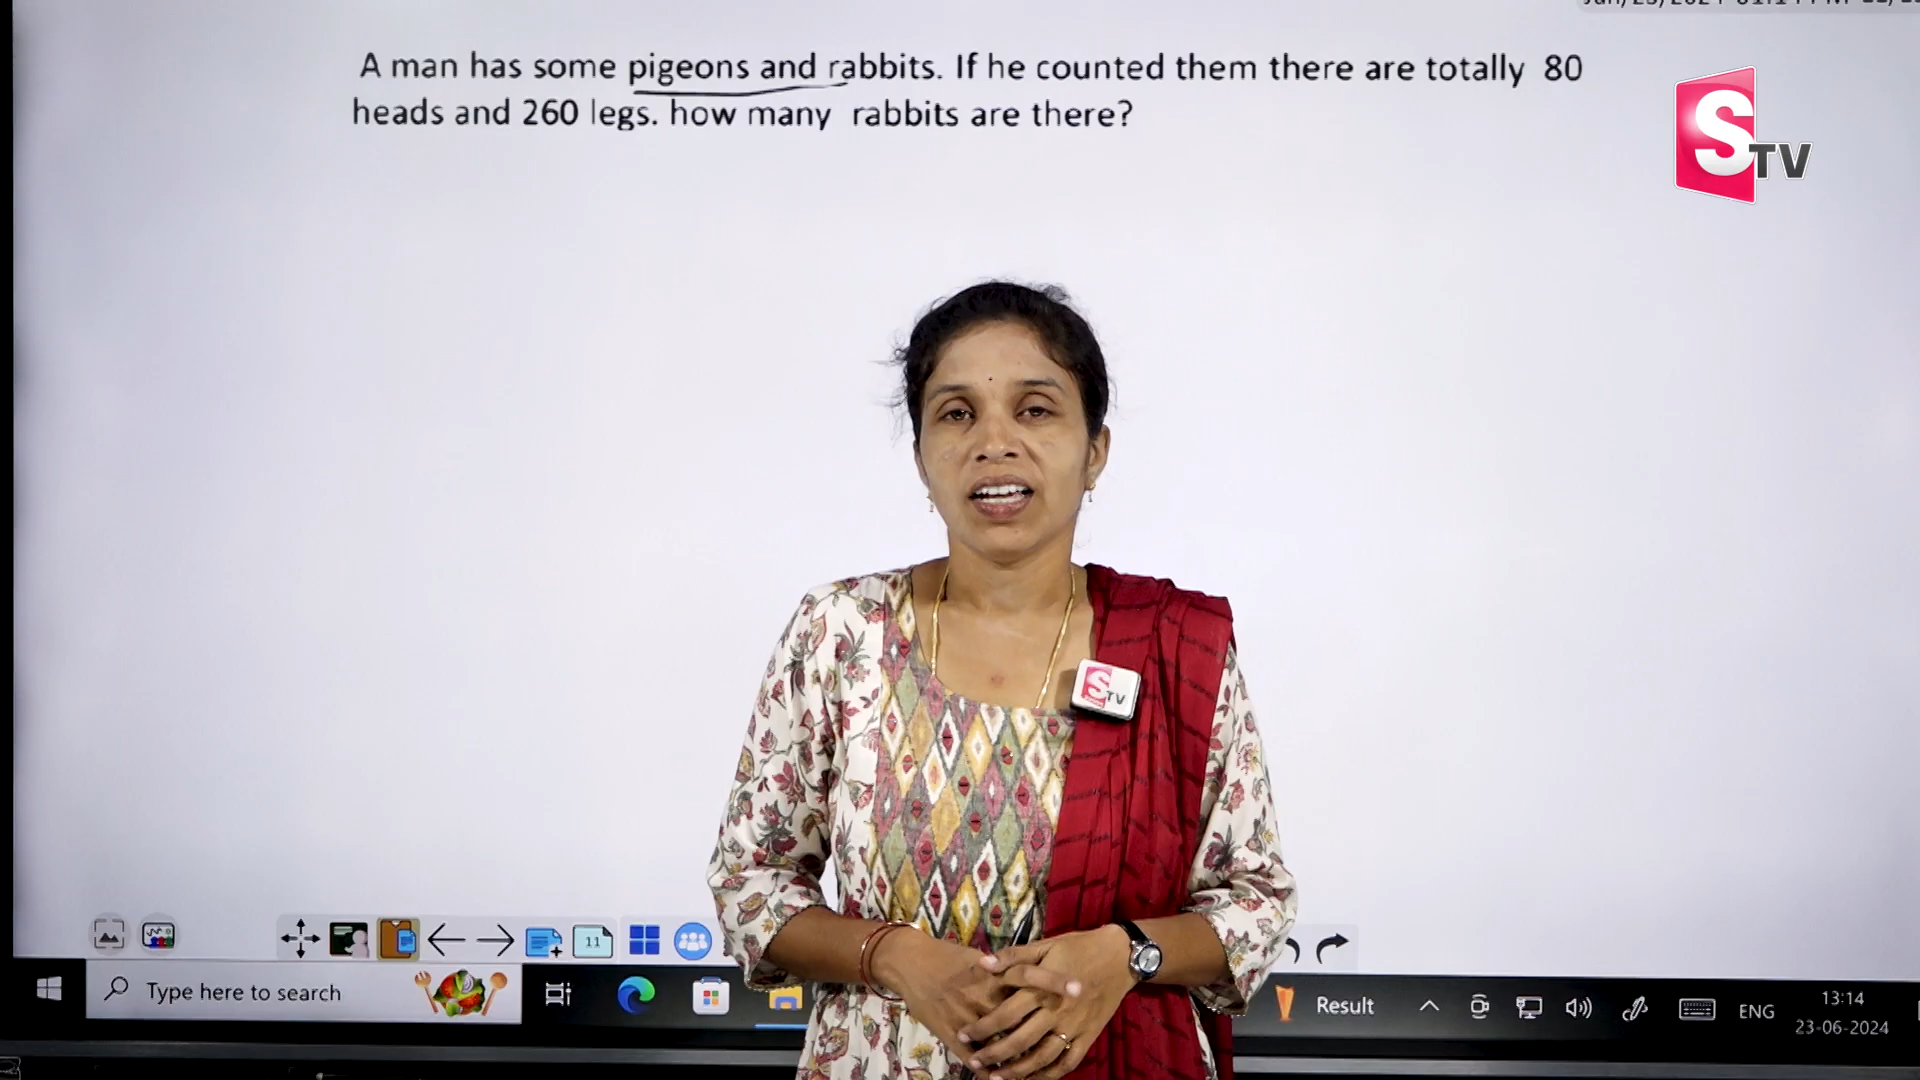 A man has some pigeons and rabbits. If he counted them there are totally 80
heads and 260 legs. how many rabbits are there?
STV
STV
11
Type here to search
Result
ENG
13:14
23-06-2024